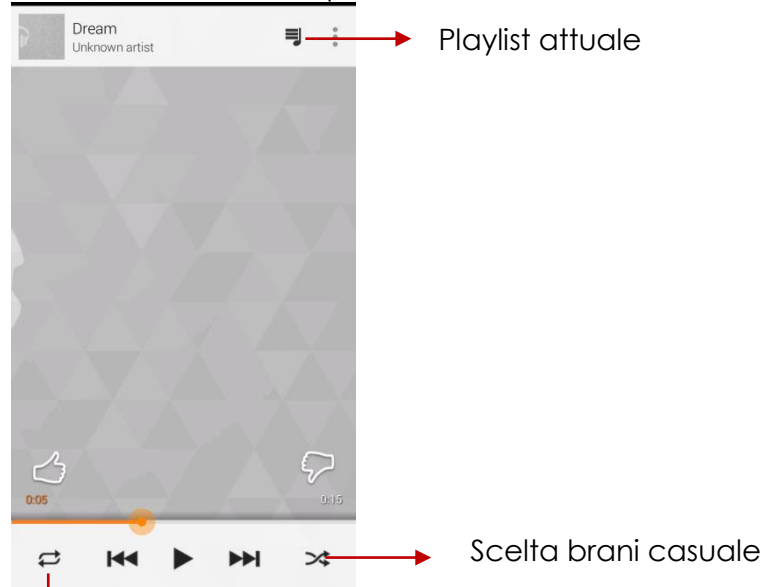 Dream
Unknown artist
Playlist attuale
0:05
0:15
Scelta brani casuale